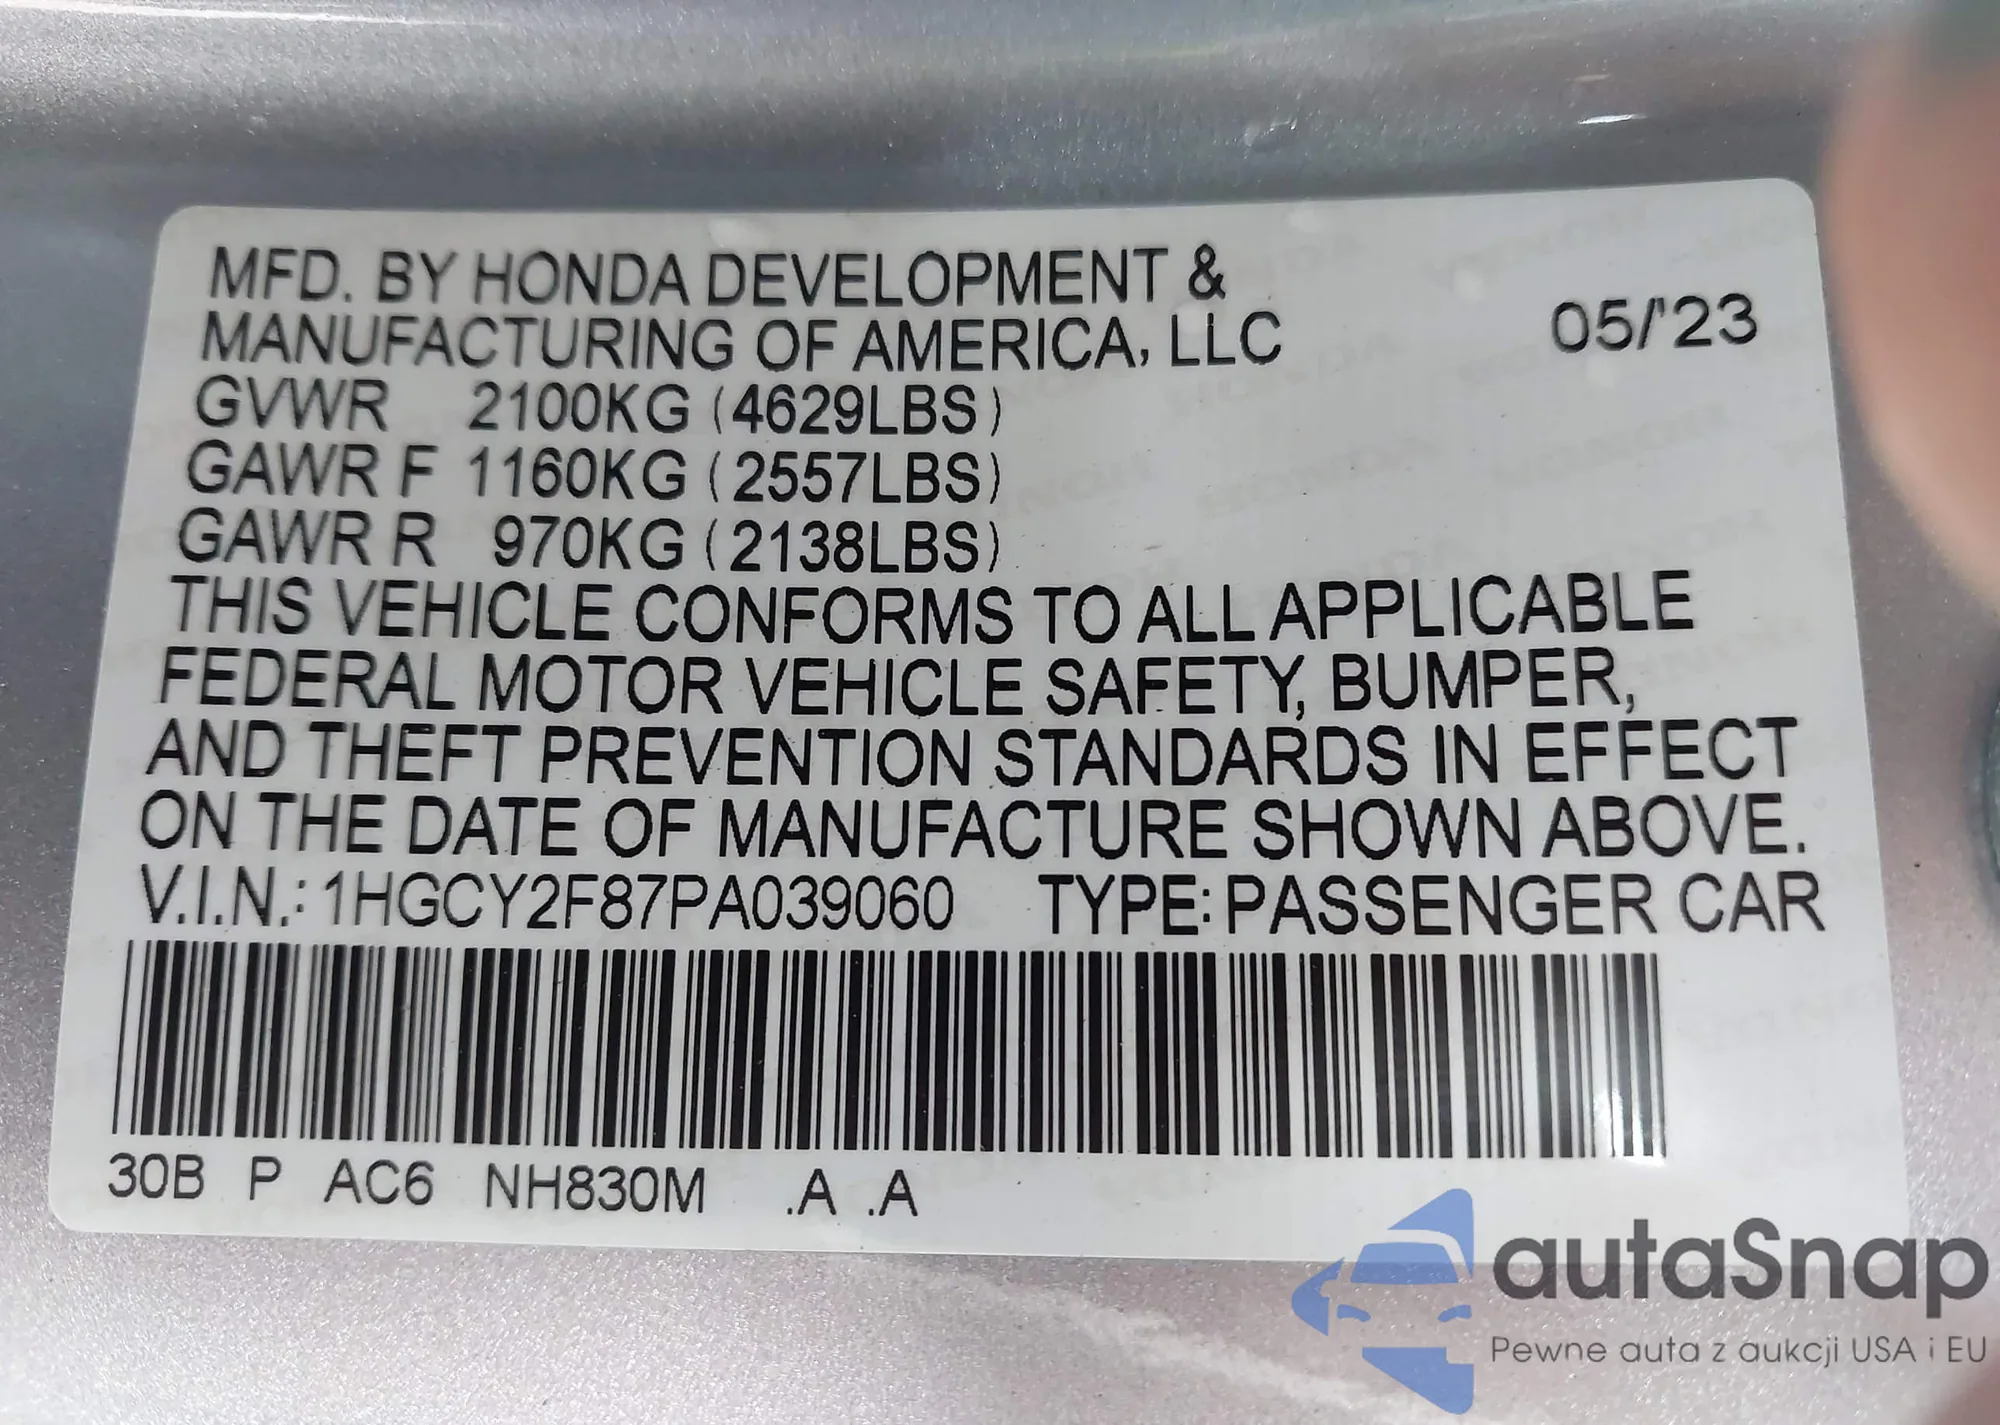 MFD. BY HONDA DEVELOPMENT &
MANUFACTURING OF AMERICA, LLC
05/'23
GVWR 2100KG (4629LBS)
GAWR F 1160KG (2557LBS)
GAWR R 970KG (2138LBS)
THIS VEHICLE CONFORMS TO ALL APPLICABLE
FEDERAL MOTOR VEHICLE SAFETY, BUMPER,
AND THEFT PREVENTION STANDARDS IN EFFECT
ON THE DATE OF MANUFACTURE SHOWN ABOVE.
V.I.N.: 1HGCY2F87PA039060 TYPE: PASSENGER CAR
30B P AC6 NH830M .A .A
autaSnap
Pewne auta z aukcji USA i EU